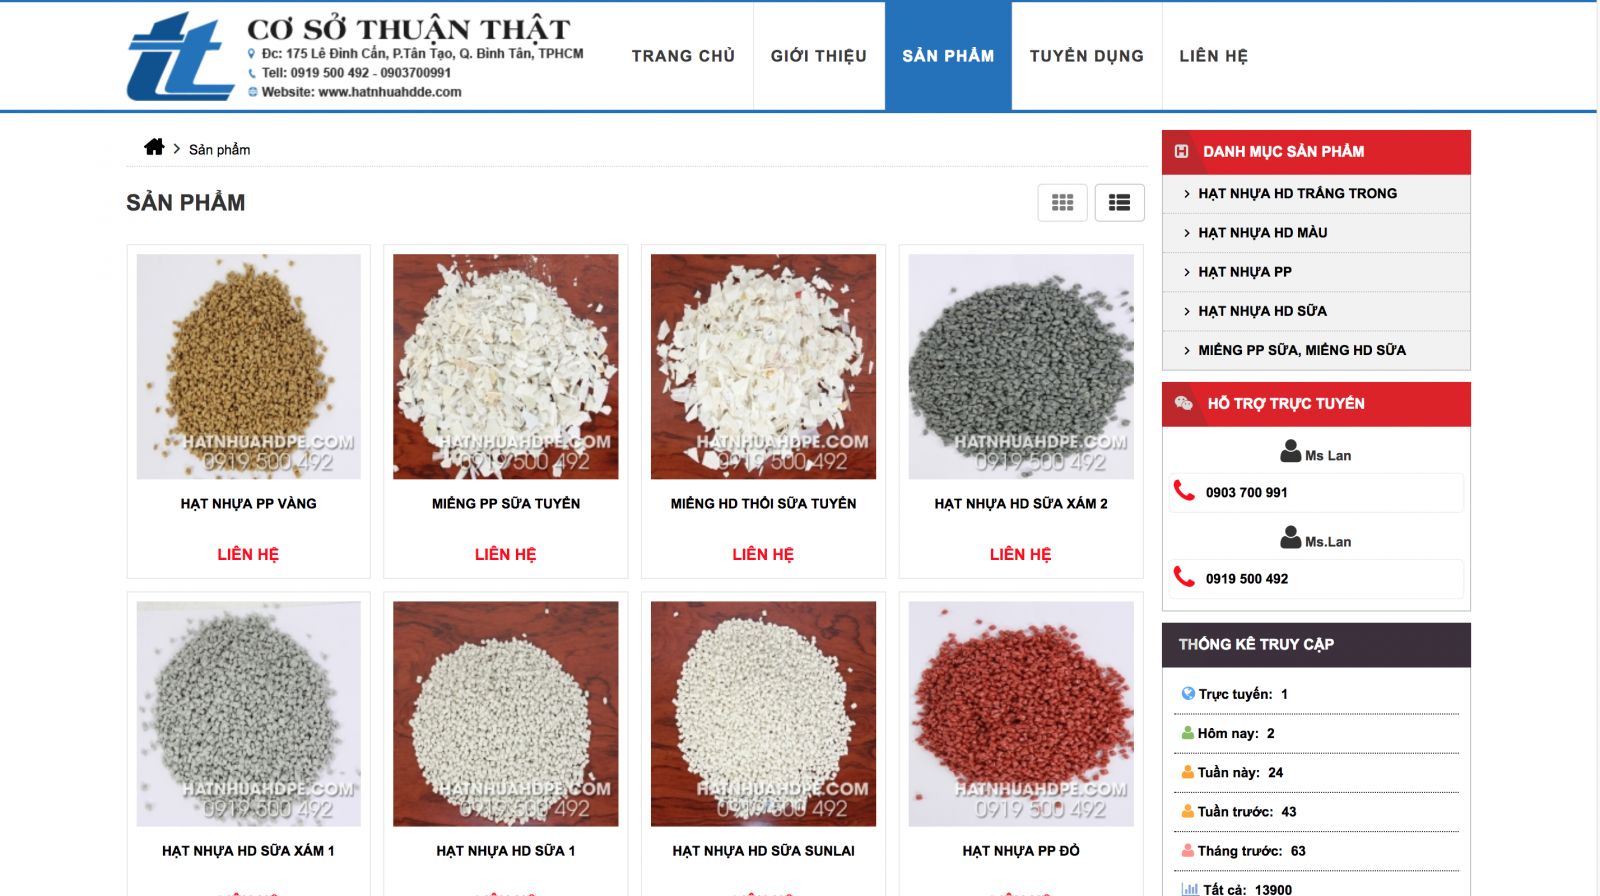 CƠ SỞ THUẬN THẬT
Đc: 175 Lê Đình Cấn, P.Tân Tạo, Q. Bình Tân, TPHCM
Tell: 0919 500 492 - 0903700991
Website: www.hatnhuahdde.com
TRANG CHỦ
GIỚI THIỆU
SẢN PHẨM
TUYỂN DỤNG
LIÊN HỆ
Sản phẩm
SẢN PHẨM
HATNHUAHDPE.COM
0919 500 492
HATNHUAHDPE.COM
0919 500 492
HATNHUAHDPE.COM
0919 500 492
HATNHUAHDPE.COM
0919 500 492
HẠT NHỰA PP VÀNG
MIẾNG PP SỮA TUYỂN
MIẾNG HD THỔI SỮA TUYỂN
HẠT NHỰA HD SỮA XÁM 2
LIÊN HỆ
LIÊN HỆ
LIÊN HỆ
LIÊN HỆ
HATNHUAHDPE.COM
0919 500 492
HATNHUAHDPE.COM
0919 500 492
HATNHUAHDPE.COM
0919 500 492
HATNHUAHDPE.COM
0919 500 492
HẠT NHỰA HD SỮA XÁM 1
HẠT NHỰA HD SỮA 1
HẠT NHỰA HD SỮA SUNLAI
HẠT NHỰA PP ĐỎ
DANH MỤC SẢN PHẨM
HẠT NHỰA HD TRẮNG TRONG
HẠT NHỰA HD MÀU
HẠT NHỰA PP
HẠT NHỰA HD SỮA
MIẾNG PP SỮA, MIẾNG HD SỮA
HỖ TRỢ TRỰC TUYẾN
Ms Lan
0903 700 991
Ms.Lan
0919 500 492
THỐNG KÊ TRUY CẬP
Trực tuyến: 1
Hôm nay: 2
Tuần này: 24
Tuần trước: 43
Tháng trước: 63
Tất cả: 13900